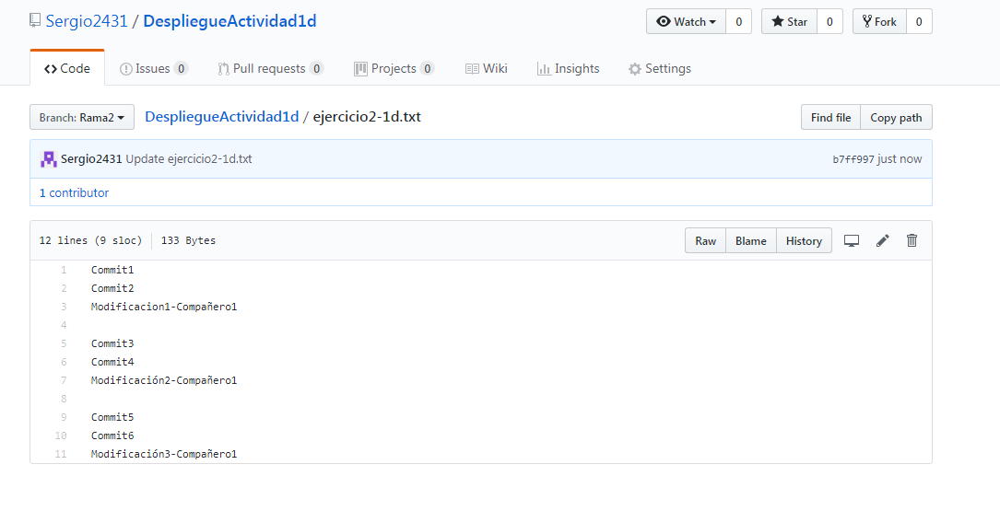 Sergio2431 / DespliegueActividad1d
Watch 0 Star 0 Fork 0
Code Issues 0 Pull requests 0 Projects 0 Wiki Insights Settings
Branch: Rama2 DespliegueActividad1d / ejercicio2-1d.txt Find file Copy path
Sergio2431 Update ejercicio2-1d.txt b7ff997 just now
1 contributor
12 lines (9 sloc) 133 Bytes Raw Blame History
1 Commit1
2 Commit2
3 Modificacion1-Compañero1
4
5 Commit3
6 Commit4
7 Modificación2-Compañero1
8
9 Commit5
10 Commit6
11 Modificación3-Compañero1